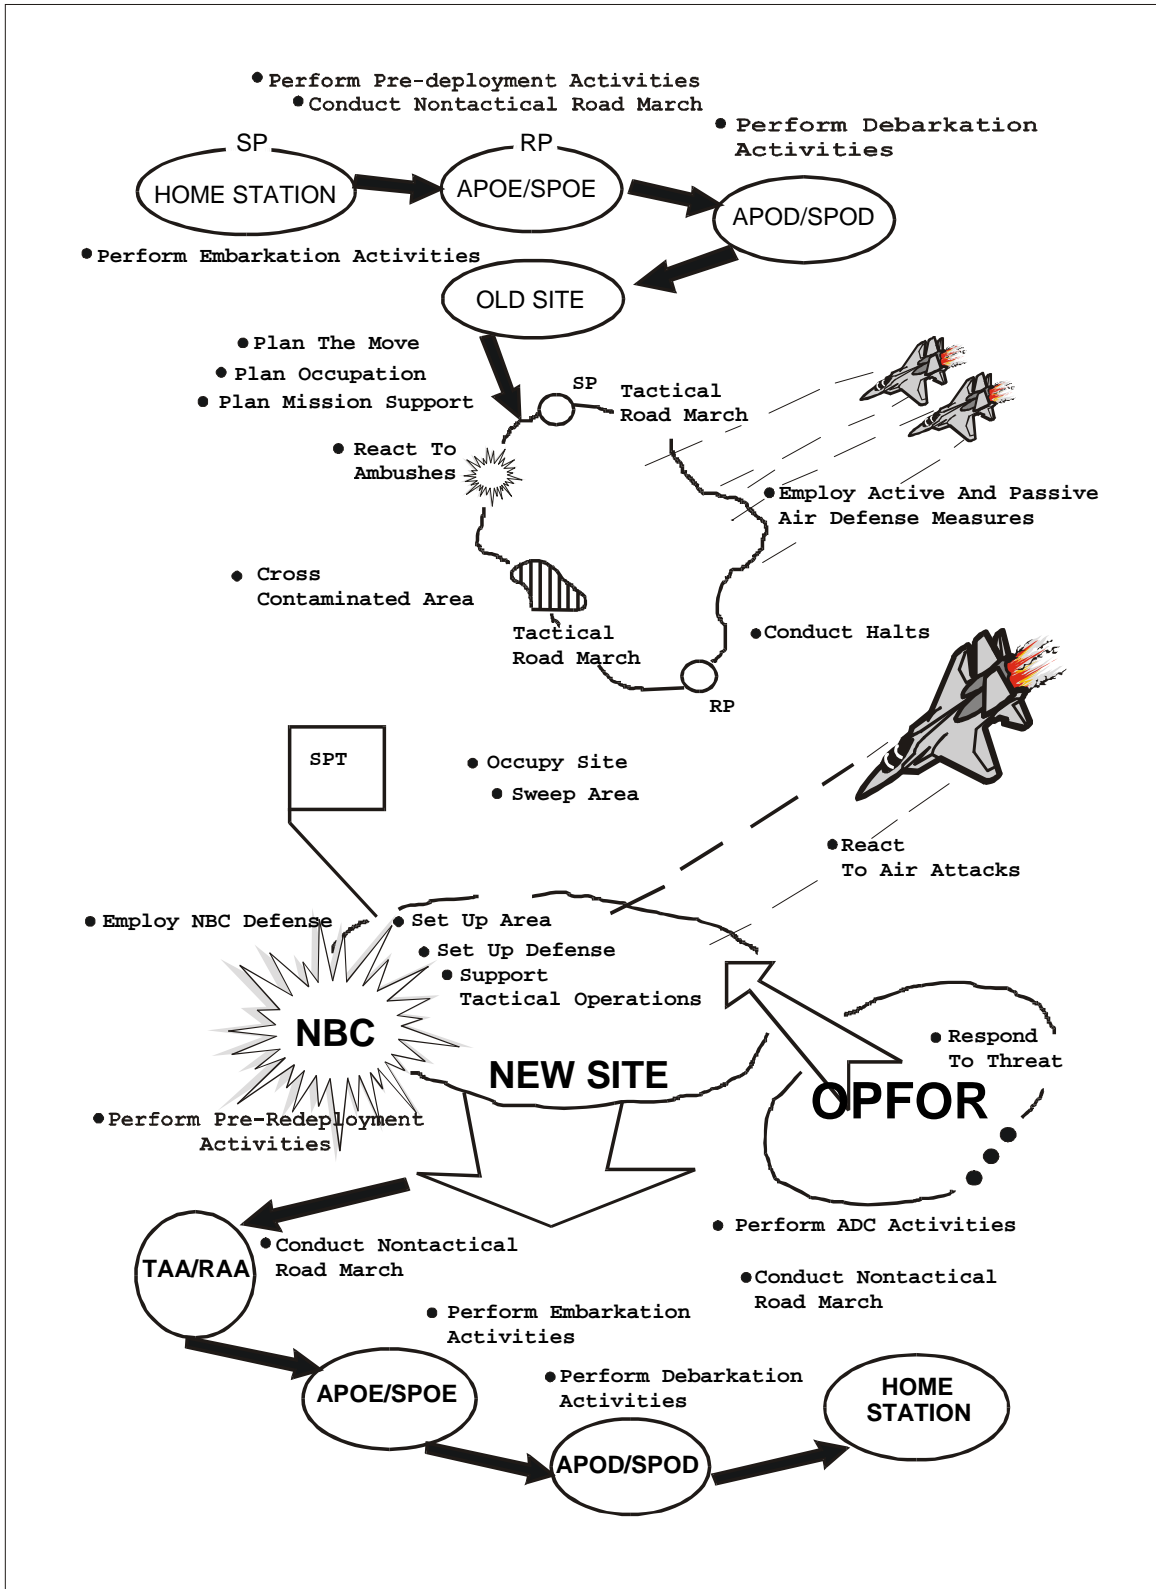 • Perform Pre-deployment Activities
• Conduct Nontactical Road March
• Perform Debarkation
Activities
SP
RP
HOME STATION
APOE/SPOE
APOD/SPOD
• Perform Embarkation Activities
OLD SITE
• Plan The Move
• Plan Occupation
• Plan Mission Support
SP
Tactical
Road March
• React To
Ambushes
• Employ Active And Passive
Air Defense Measures
• Cross
Contaminated Area
Tactical
Road March
• Conduct Halts
RP
SPT
• Occupy Site
• Sweep Area
• React
To Air Attacks
• Employ NBC Defense
• Set Up Area
• Set Up Defense
• Support
Tactical Operations
NBC
NEW SITE
• Respond
To Threat
OPFOR
• Perform Pre-Redeployment
Activities
• Perform ADC Activities
• Conduct Nontactical
Road March
TAA/RAA
• Conduct Nontactical
Road March
• Perform Embarkation
Activities
• Perform Debarkation
Activities
APOE/SPOE
HOME
STATION
APOD/SPOD